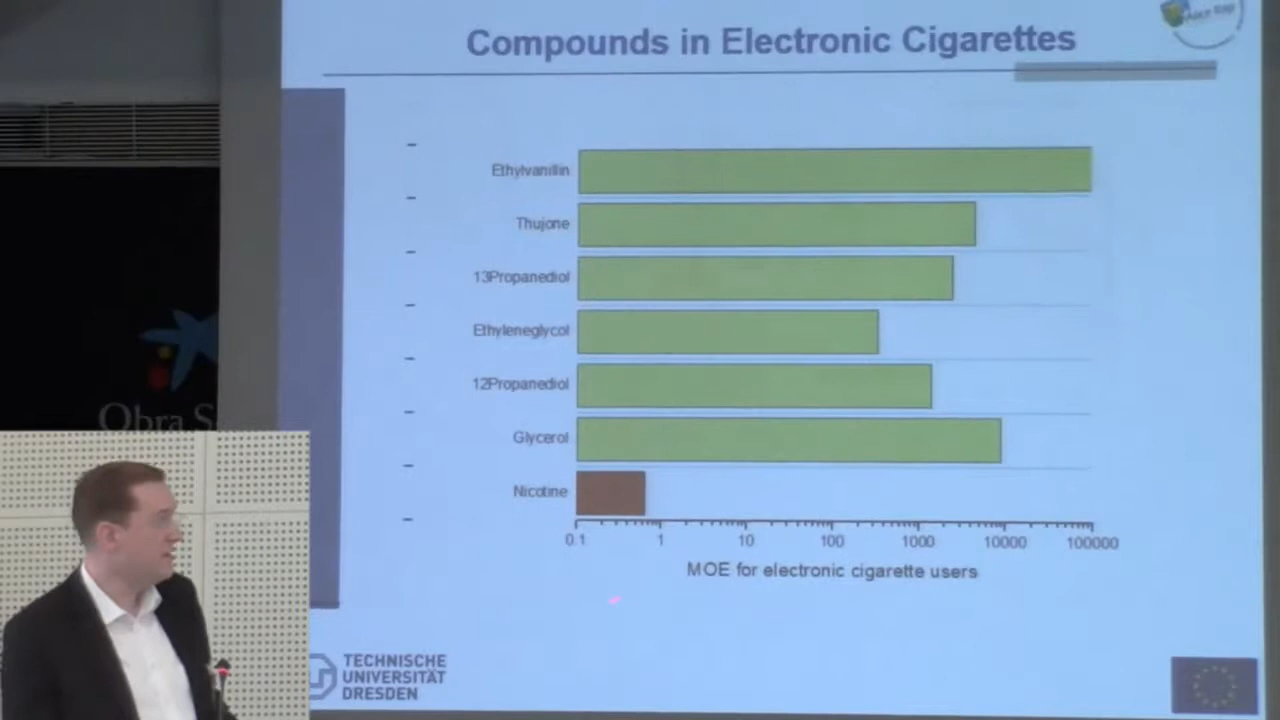 Compounds in Electronic Cigarettes
Ethylvanillin
Thujone
13Propanediol
Ethyleneglycol
12Propanediol
Glycerol
Nicotine
0.1 1 10 100 1000 10000 100000
MOE for electronic cigarette users
TECHNISCHE
UNIVERSITÄT
DRESDEN
Obra